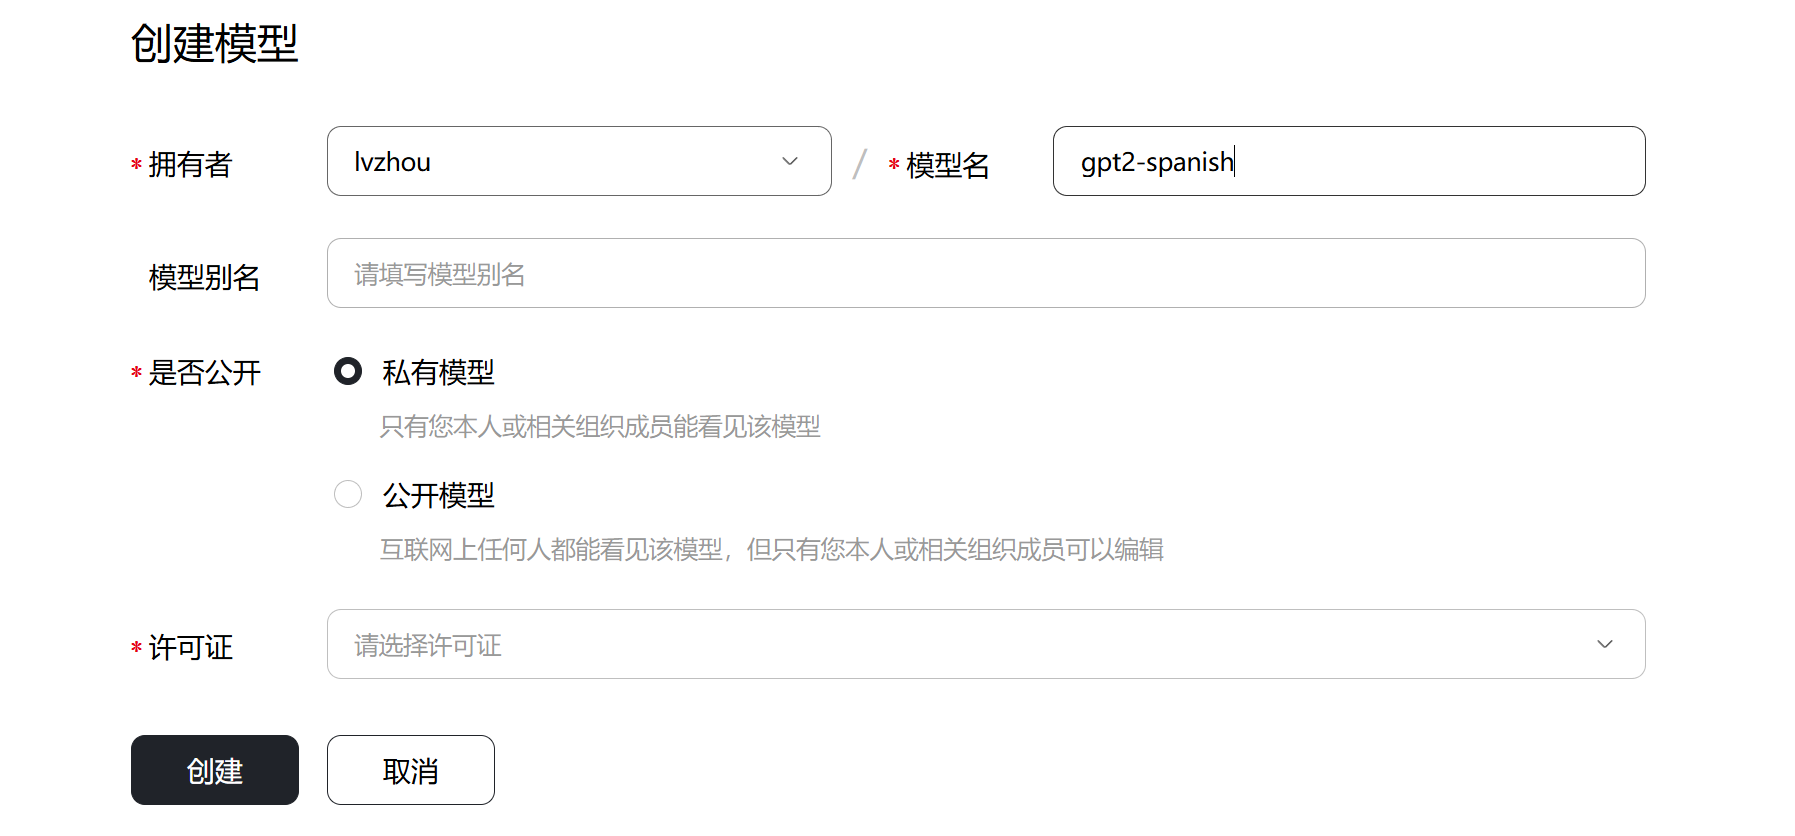 创建模型
* 拥有者 lvzhou / * 模型名 gpt2-spanish
模型别名 请填写模型别名
* 是否公开 私有模型
只有您本人或相关组织成员能看见该模型
公开模型
互联网上任何人都能看见该模型，但只有您本人或相关组织成员可以编辑
* 许可证 请选择许可证
创建 取消